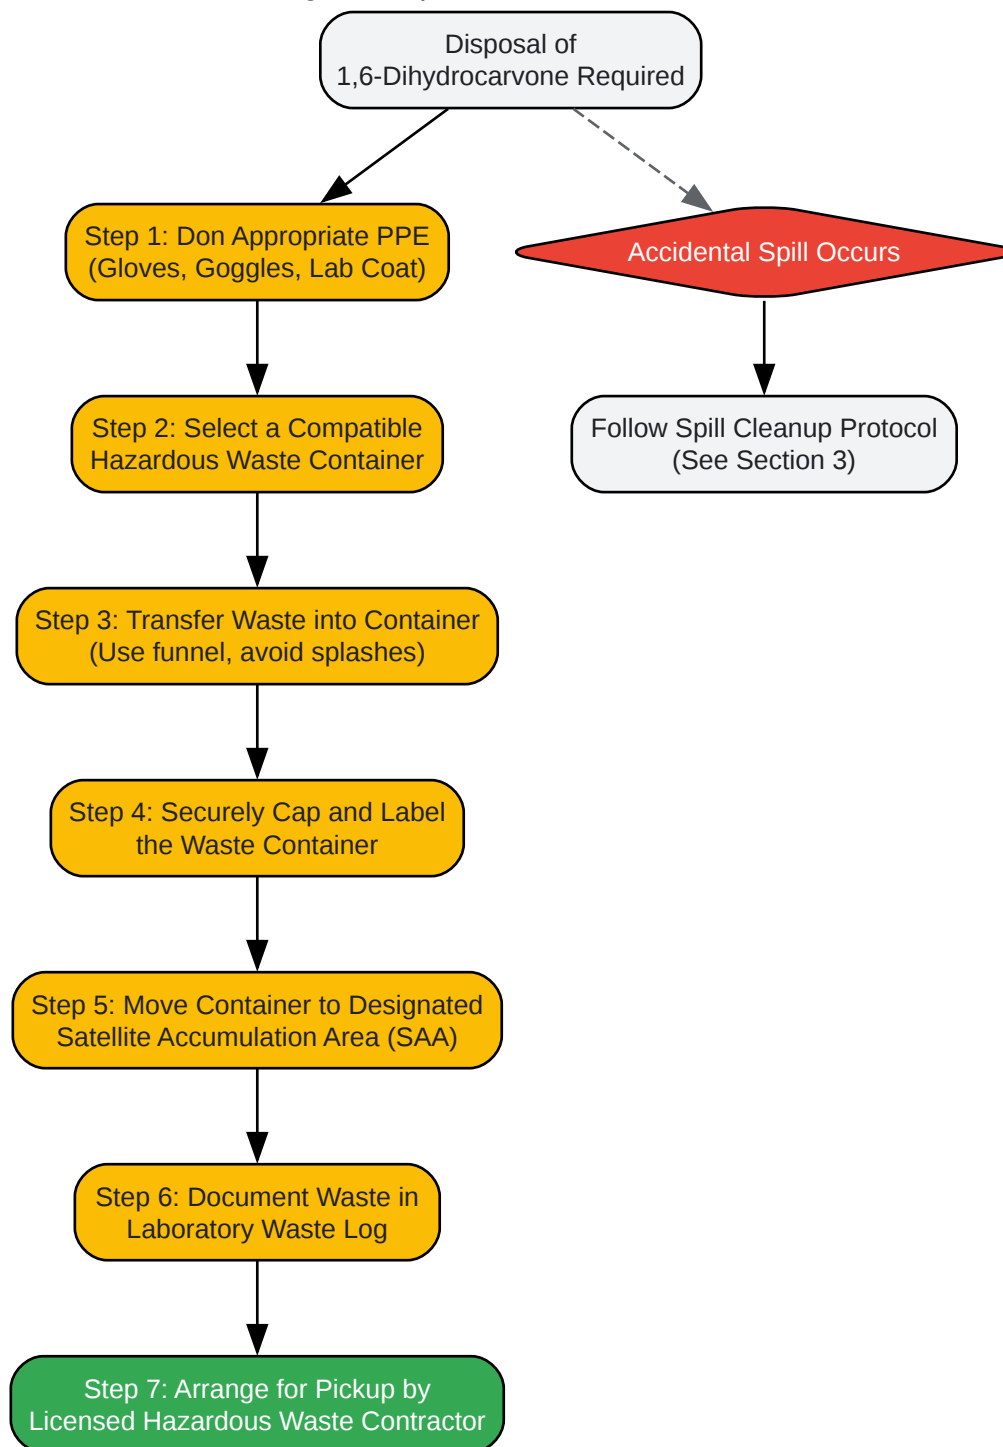 Disposal of
1,6-Dihydrocarvone Required
Step 1: Don Appropriate PPE
(Gloves, Goggles, Lab Coat)
Accidental Spill Occurs
Step 2: Select a Compatible
Hazardous Waste Container
Follow Spill Cleanup Protocol
(See Section 3)
Step 3: Transfer Waste into Container
(Use funnel, avoid splashes)
Step 4: Securely Cap and Label
the Waste Container
Step 5: Move Container to Designated
Satellite Accumulation Area (SAA)
Step 6: Document Waste in
Laboratory Waste Log
Step 7: Arrange for Pickup by
Licensed Hazardous Waste Contractor